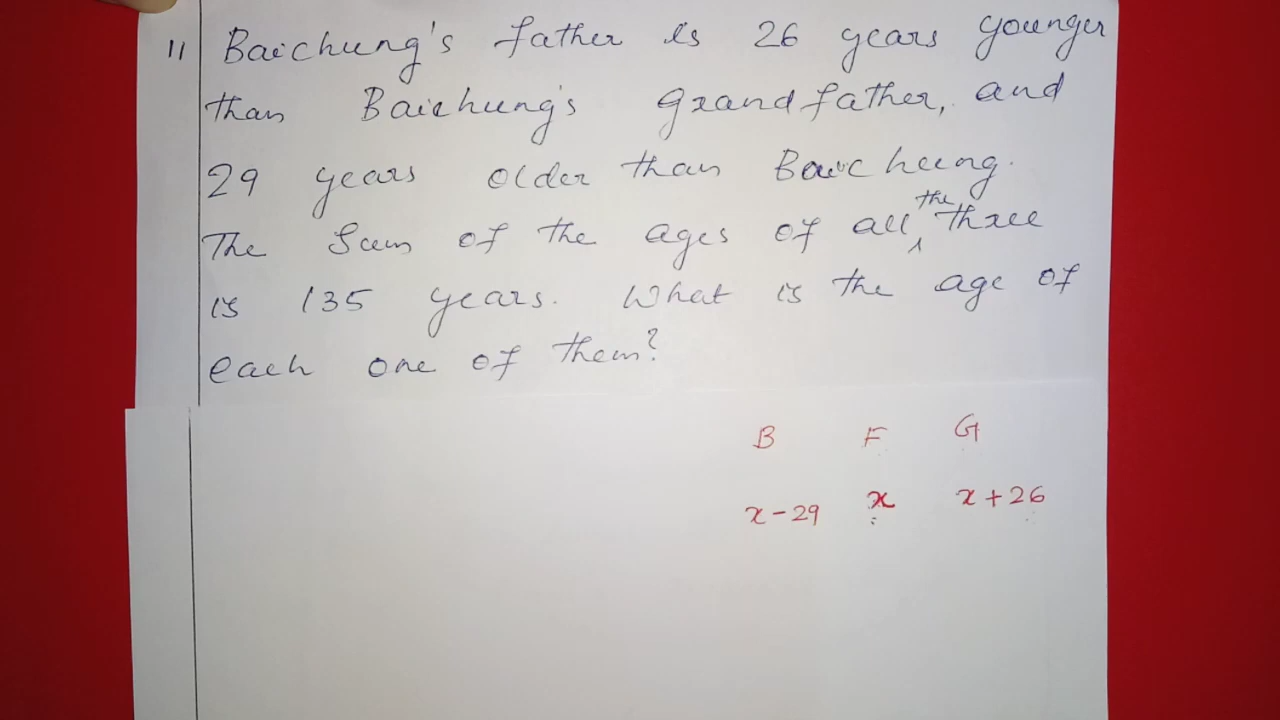 11 Baichung's father is 26 years younger
than Baichung's grandfather, and
29 years older than Baichung.
The Sum of the ages of all the three
is 135 years. What is the age of
each one of them?
B F G
x-29 x x+26